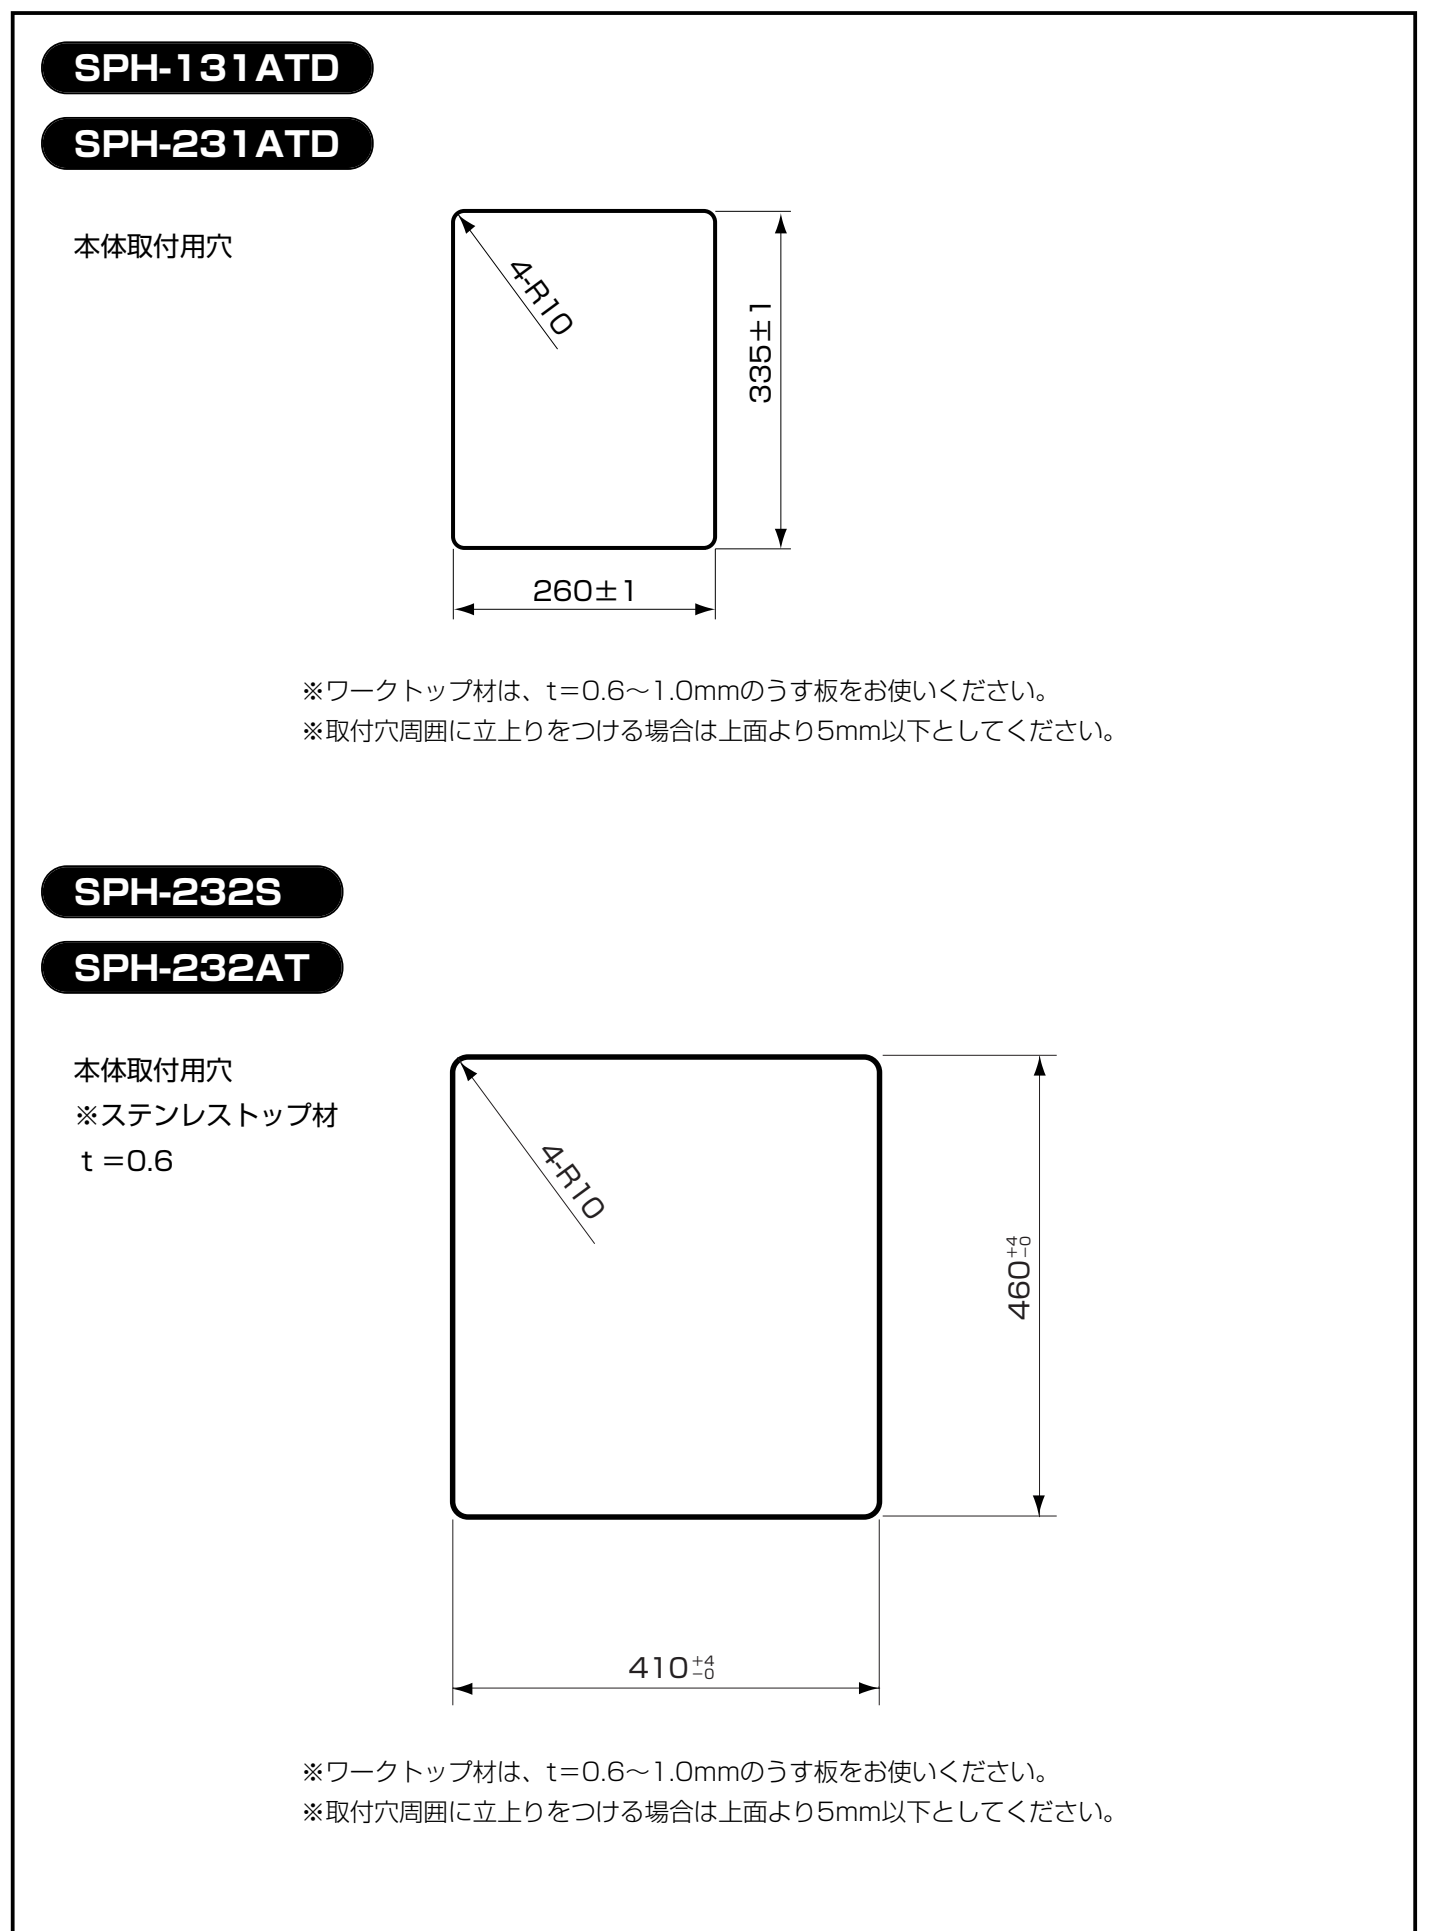 SPH-131ATD
SPH-231ATD
本体取付用穴
4-R10
335±1
260±1
※ワークトップ材は、t＝0.6～1.0mmのうす板をお使いください。
※取付穴周囲に立上りをつける場合は上面より5mm以下としてください。
SPH-232S
SPH-232AT
本体取付用穴
※ステンレストップ材
t＝0.6
4-R10
460+4-0
410+4-0
※ワークトップ材は、t＝0.6～1.0mmのうす板をお使いください。
※取付穴周囲に立上りをつける場合は上面より5mm以下としてください。